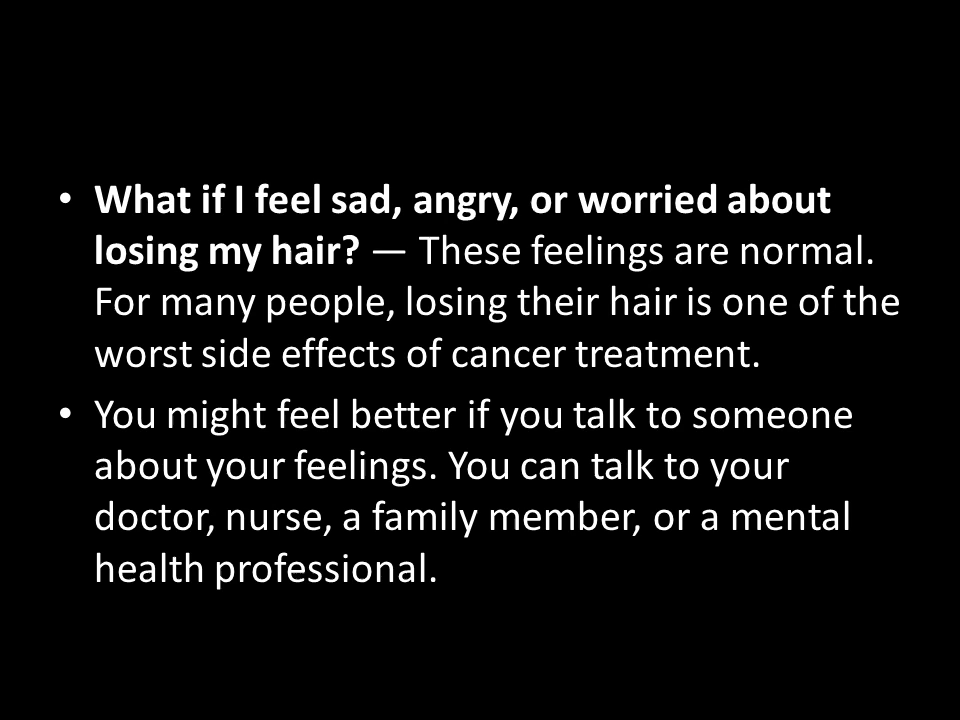 • What if I feel sad, angry, or worried about
losing my hair? — These feelings are normal.
For many people, losing their hair is one of the
worst side effects of cancer treatment.
• You might feel better if you talk to someone
about your feelings. You can talk to your
doctor, nurse, a family member, or a mental
health professional.